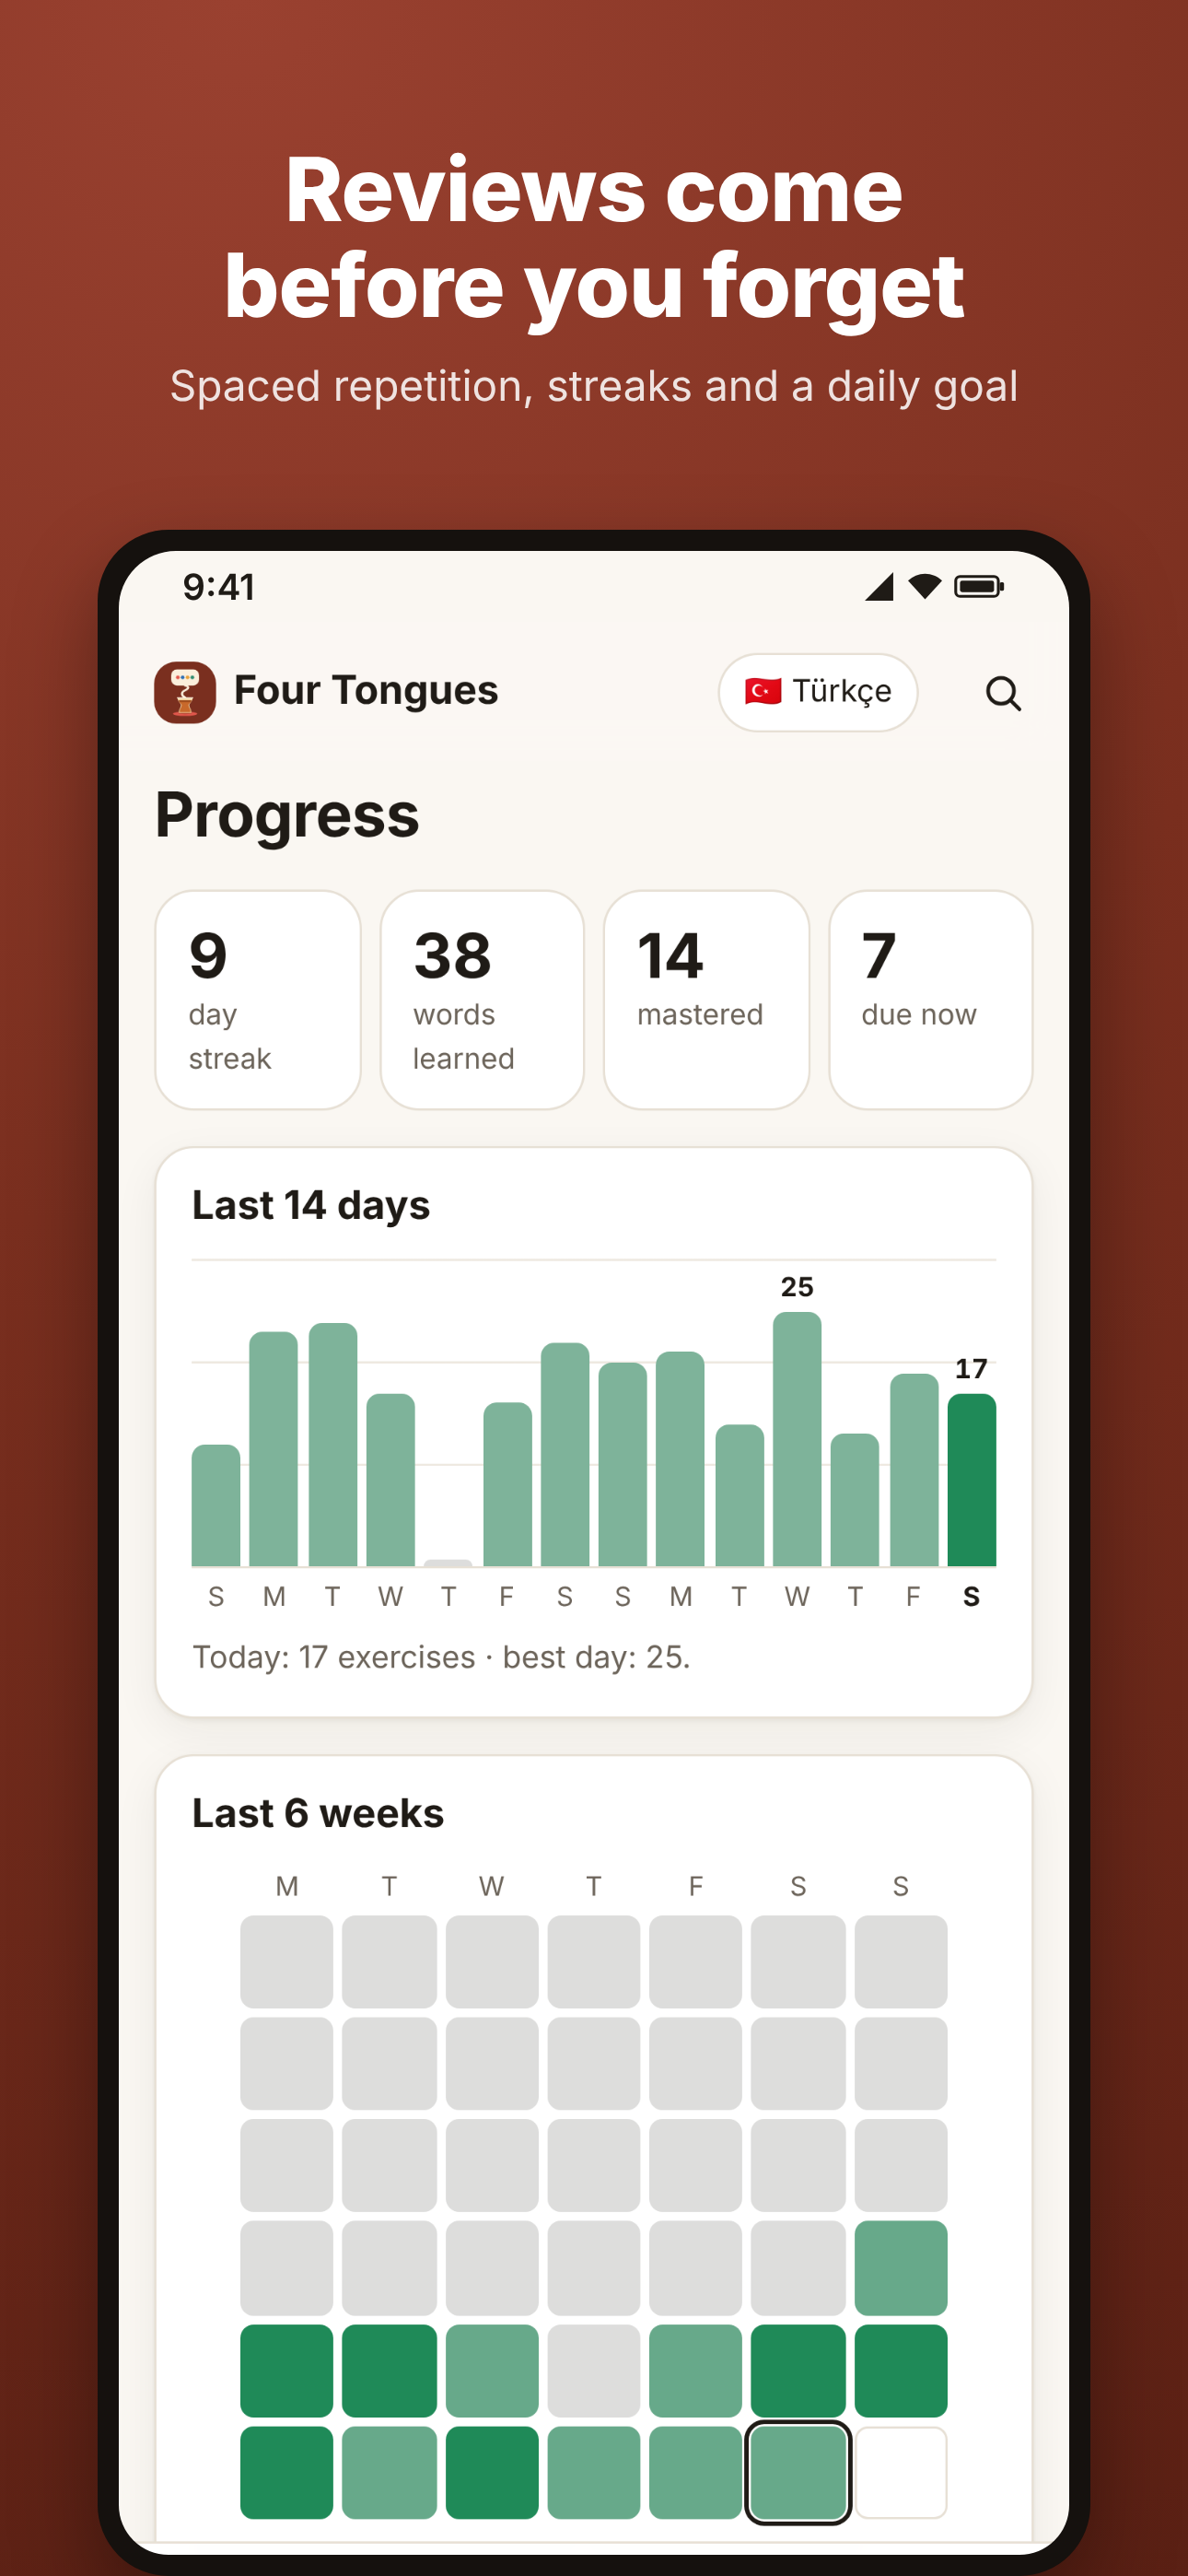 Reviews come
before you forget
Spaced repetition, streaks and a daily goal
9:41
Four Tongues
Türkçe
Progress
9
day
streak
38
words
learned
14
mastered
7
due now
Last 14 days
25
17
S M T W T F S S M T W T F S
Today: 17 exercises · best day: 25.
Last 6 weeks
M T W T F S S